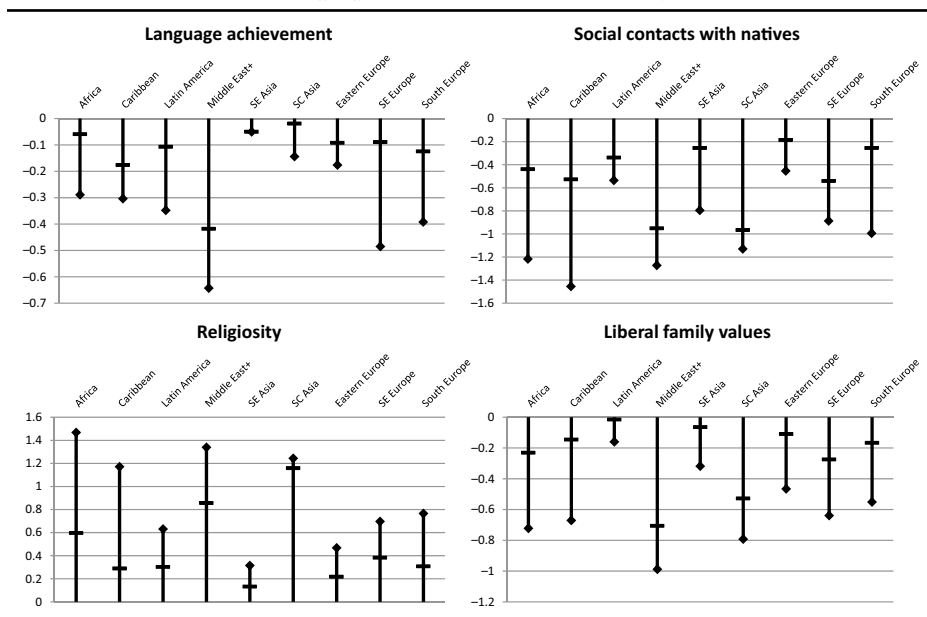 Language achievement
Africa
Caribbean
Latin America
Middle East+
SE Asia
SC Asia
Eastern Europe
SE Europe
South Europe
0
−0.1
−0.2
−0.3
−0.4
−0.5
−0.6
−0.7
Social contacts with natives
Africa
Caribbean
Latin America
Middle East+
SE Asia
SC Asia
Eastern Europe
SE Europe
South Europe
0
−0.2
−0.4
−0.6
−0.8
−1
−1.2
−1.4
−1.6
Religiosity
Africa
Caribbean
Latin America
Middle East+
SE Asia
SC Asia
Eastern Europe
SE Europe
South Europe
1.6
1.4
1.2
1
0.8
0.6
0.4
0.2
0
Liberal family values
Africa
Caribbean
Latin America
Middle East+
SE Asia
SC Asia
Eastern Europe
SE Europe
South Europe
0
−0.2
−0.4
−0.6
−0.8
−1
−1.2